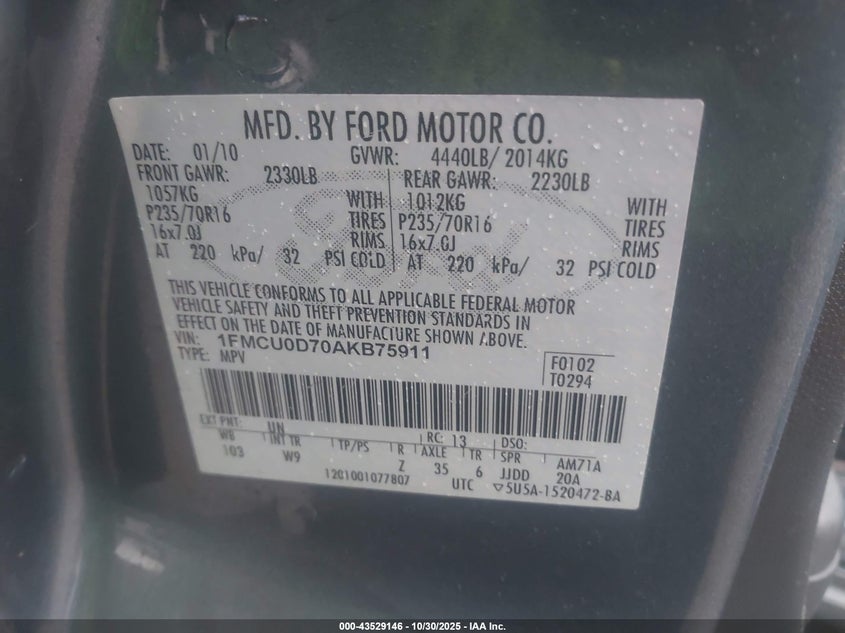 MFD. BY FORD MOTOR CO.
DATE: 01/10 GVWR: 4440LB/ 2014KG
FRONT GAWR: 2330LB REAR GAWR: 2230LB
1057KG WITH 1012KG WITH
P235/70R16 TIRES P235/70R16 TIRES
16x7.0J RIMS 16x7.0J RIMS
AT 220 kPa/ 32 PSI COLD AT 220 kPa/ 32 PSI COLD
THIS VEHICLE CONFORMS TO ALL APPLICABLE FEDERAL MOTOR
VEHICLE SAFETY AND THEFT PREVENTION STANDARDS IN
EFFECT ON THE DATE OF MANUFACTURE SHOWN ABOVE.
VIN: 1FMCU0D70AKB75911
TYPE: MPV
F0102
T0294
EXT PNT: UN RC: 13 DSO:
WB INT TR TP/PS R AXLE TR SPR AM71A
103 W9 Z 35 6 JJDD 20A
1201001077807 UTC ▽5U5A-1520472-BA
Ford
000-43529146 - 10/30/2025 - IAA Inc.